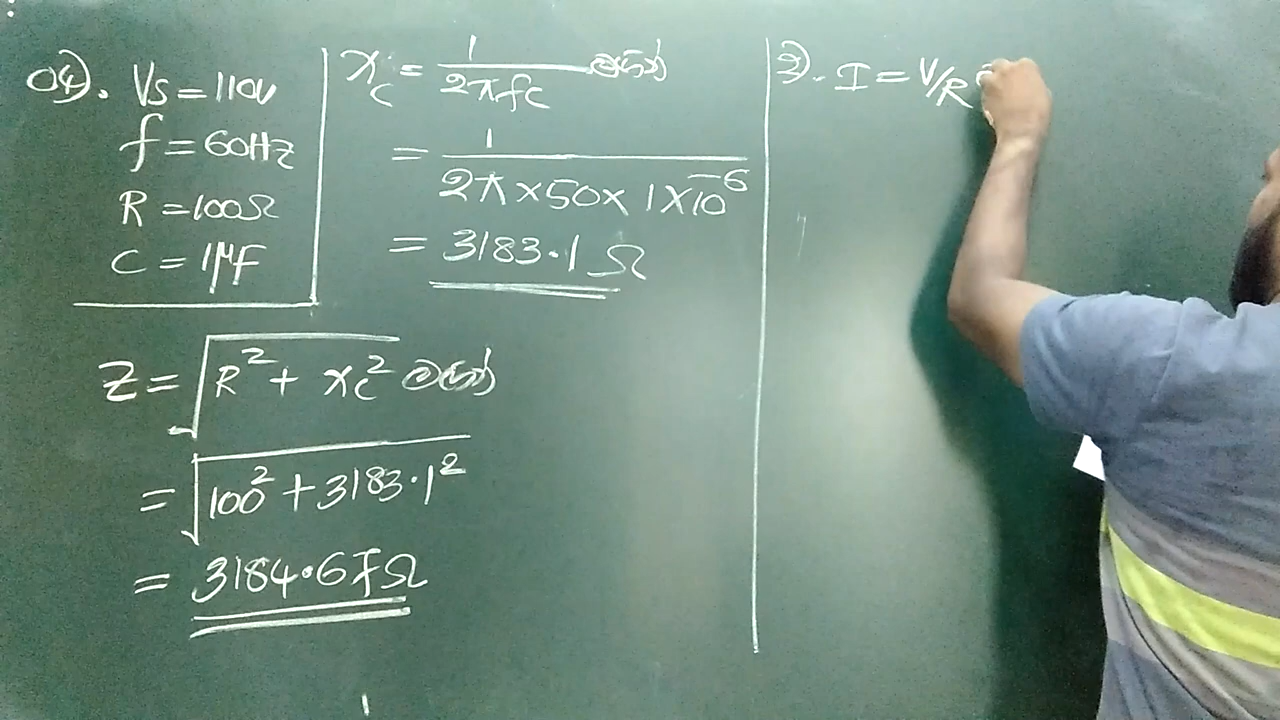 04). Vs = 110V
f = 60Hz
R = 100Ω
C = 1μF
Xc = 1 / 2πfc
= 1 / 2π × 50 × 1 × 10⁻⁶
= 3183.1 Ω
Z = √R² + Xc²
= √100² + 3183.1²
= 3184.67Ω
I = V/R